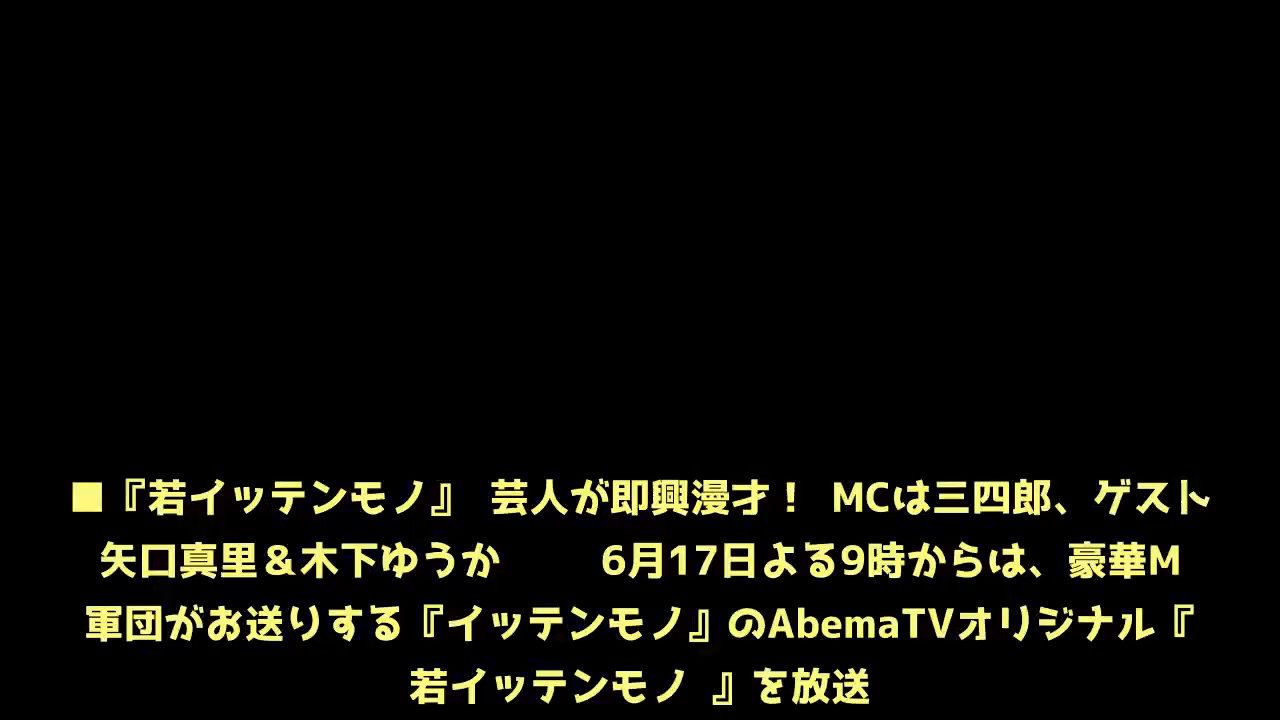 ■『若イッテンモノ』 芸人が即興漫才! MCは三四郎、ゲスト
矢口真里&木下ゆうか 6月17日よる9時からは、豪華M
軍団がお送りする『イッテンモノ』のAbemaTVオリジナル『
若イッテンモノ 』を放送